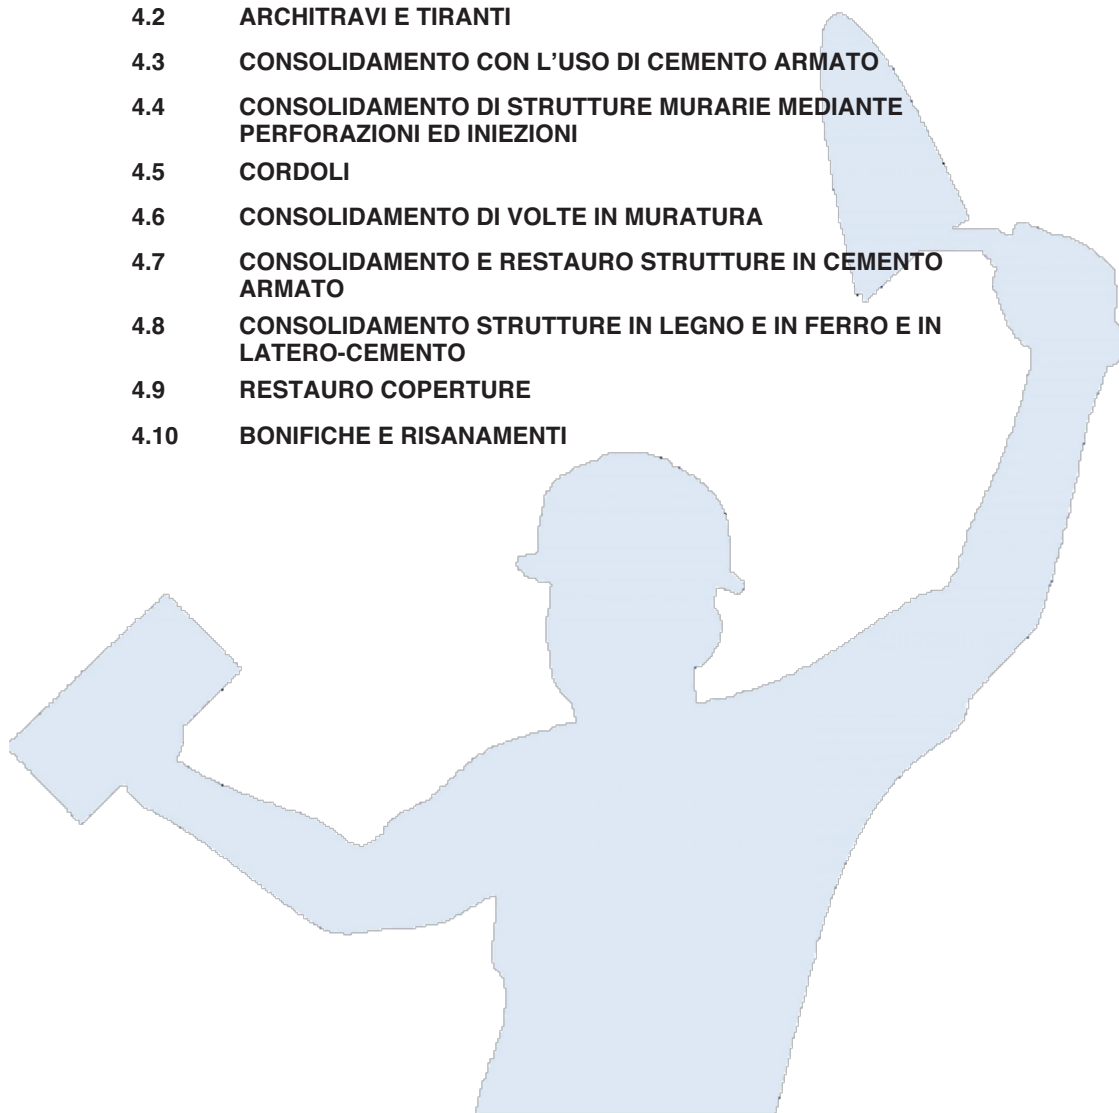 4.2 ARCHITRAVI E TIRANTI
4.3 CONSOLIDAMENTO CON L'USO DI CEMENTO ARMATO
4.4 CONSOLIDAMENTO DI STRUTTURE MURARIE MEDIANTE
PERFORAZIONI ED INIEZIONI
4.5 CORDOLI
4.6 CONSOLIDAMENTO DI VOLTE IN MURATURA
4.7 CONSOLIDAMENTO E RESTAURO STRUTTURE IN CEMENTO
ARMATO
4.8 CONSOLIDAMENTO STRUTTURE IN LEGNO E IN FERRO E IN
LATERO-CEMENTO
4.9 RESTAURO COPERTURE
4.10 BONIFICHE E RISANAMENTI